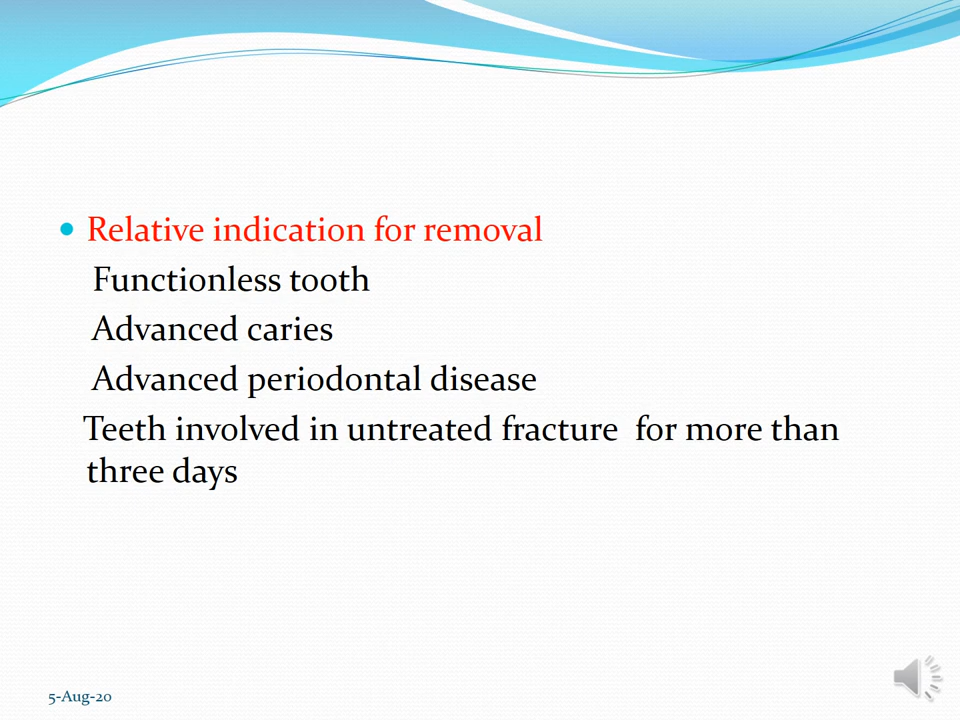 Relative indication for removal
Functionless tooth
Advanced caries
Advanced periodontal disease
Teeth involved in untreated fracture for more than
three days
5-Aug-20